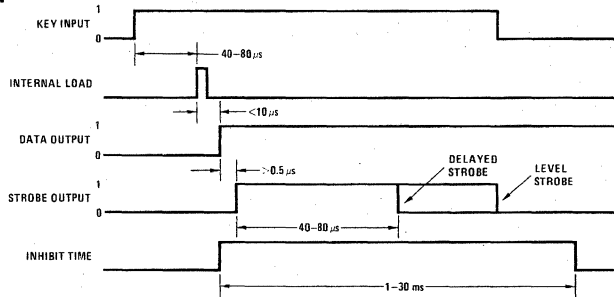 KEY INPUT
1
0
40–80 μs
INTERNAL LOAD
<10 μs
DATA OUTPUT
1
0
>0.5 μs
DELAYED
STROBE
LEVEL
STROBE
STROBE OUTPUT
1
0
40–80 μs
INHIBIT TIME
1–30 ms